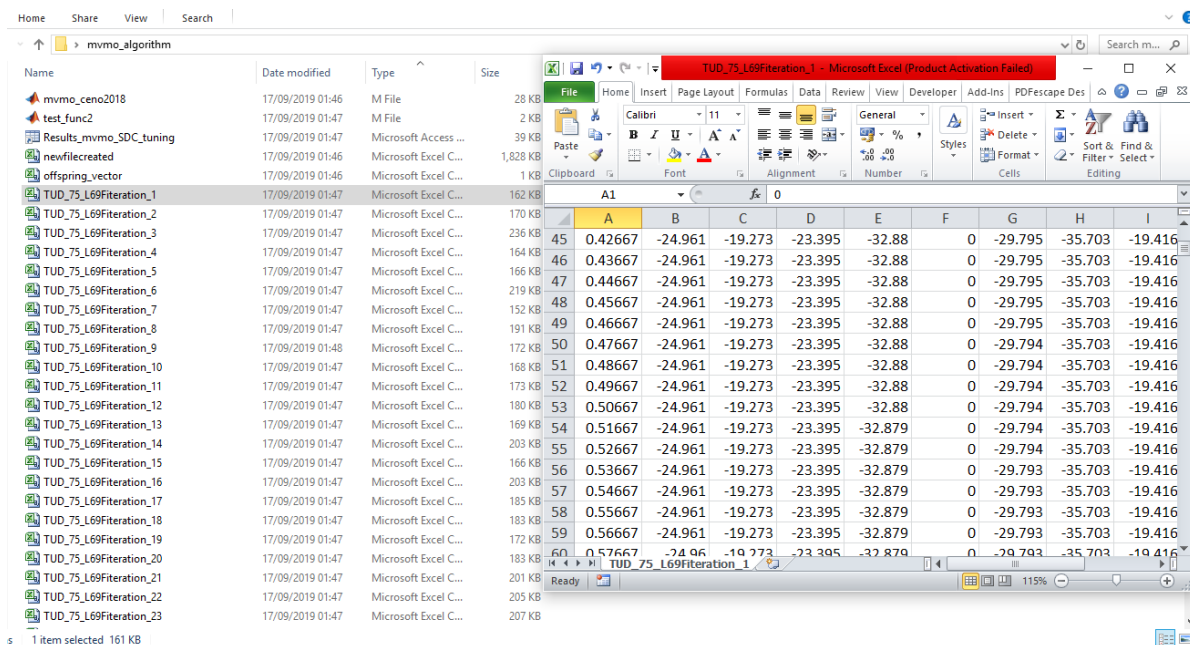 Home Share View Search
mvmo_algorithm
Search m...
Name Date modified Type Size
mvmo_ceno2018 17/09/2019 01:46 M File 28 KB
test_func2 17/09/2019 01:46 M File 2 KB
Results_mvmo_SDC_tuning 17/09/2019 01:46 Microsoft Access ... 39 KB
newfilecreated 17/09/2019 01:46 Microsoft Excel C... 1,828 KB
offspring_vector 17/09/2019 01:46 Microsoft Excel C... 1 KB
TUD_75_L69Fiteration_1 17/09/2019 01:47 Microsoft Excel C... 162 KB
TUD_75_L69Fiteration_2 17/09/2019 01:47 Microsoft Excel C... 170 KB
TUD_75_L69Fiteration_3 17/09/2019 01:47 Microsoft Excel C... 236 KB
TUD_75_L69Fiteration_4 17/09/2019 01:47 Microsoft Excel C... 164 KB
TUD_75_L69Fiteration_5 17/09/2019 01:47 Microsoft Excel C... 166 KB
TUD_75_L69Fiteration_6 17/09/2019 01:47 Microsoft Excel C... 219 KB
TUD_75_L69Fiteration_7 17/09/2019 01:47 Microsoft Excel C... 152 KB
TUD_75_L69Fiteration_8 17/09/2019 01:47 Microsoft Excel C... 191 KB
TUD_75_L69Fiteration_9 17/09/2019 01:48 Microsoft Excel C... 172 KB
TUD_75_L69Fiteration_10 17/09/2019 01:47 Microsoft Excel C... 168 KB
TUD_75_L69Fiteration_11 17/09/2019 01:47 Microsoft Excel C... 173 KB
TUD_75_L69Fiteration_12 17/09/2019 01:47 Microsoft Excel C... 180 KB
TUD_75_L69Fiteration_13 17/09/2019 01:47 Microsoft Excel C... 169 KB
TUD_75_L69Fiteration_14 17/09/2019 01:47 Microsoft Excel C... 203 KB
TUD_75_L69Fiteration_15 17/09/2019 01:47 Microsoft Excel C... 166 KB
TUD_75_L69Fiteration_16 17/09/2019 01:47 Microsoft Excel C... 203 KB
TUD_75_L69Fiteration_17 17/09/2019 01:47 Microsoft Excel C... 185 KB
TUD_75_L69Fiteration_18 17/09/2019 01:47 Microsoft Excel C... 183 KB
TUD_75_L69Fiteration_19 17/09/2019 01:47 Microsoft Excel C... 172 KB
TUD_75_L69Fiteration_20 17/09/2019 01:47 Microsoft Excel C... 183 KB
TUD_75_L69Fiteration_21 17/09/2019 01:47 Microsoft Excel C... 201 KB
TUD_75_L69Fiteration_22 17/09/2019 01:47 Microsoft Excel C... 205 KB
TUD_75_L69Fiteration_23 17/09/2019 01:47 Microsoft Excel C... 207 KB
1 item selected 161 KB
TUD_75_L69Fiteration_1 - Microsoft Excel (Product Activation Failed)
File Home Insert Page Layout Formulas Data Review View Developer Add-Ins PDFescape Des
Paste Calibri 11 General Styles Insert Delete Format Sort & Filter Find & Select
Clipboard Font Alignment Number Cells Editing
A1 fx 0
A B C D E F G H I
45 0.42667 -24.961 -19.273 -23.395 -32.88 0 -29.795 -35.703 -19.416
46 0.43667 -24.961 -19.273 -23.395 -32.88 0 -29.795 -35.703 -19.416
47 0.44667 -24.961 -19.273 -23.395 -32.88 0 -29.795 -35.703 -19.416
48 0.45667 -24.961 -19.273 -23.395 -32.88 0 -29.795 -35.703 -19.416
49 0.46667 -24.961 -19.273 -23.395 -32.88 0 -29.795 -35.703 -19.416
50 0.47667 -24.961 -19.273 -23.395 -32.88 0 -29.794 -35.703 -19.416
51 0.48667 -24.961 -19.273 -23.395 -32.88 0 -29.794 -35.703 -19.416
52 0.49667 -24.961 -19.273 -23.395 -32.88 0 -29.794 -35.703 -19.416
53 0.50667 -24.961 -19.273 -23.395 -32.88 0 -29.794 -35.703 -19.416
54 0.51667 -24.961 -19.273 -23.395 -32.879 0 -29.794 -35.703 -19.416
55 0.52667 -24.961 -19.273 -23.395 -32.879 0 -29.794 -35.703 -19.416
56 0.53667 -24.961 -19.273 -23.395 -32.879 0 -29.793 -35.703 -19.416
57 0.54667 -24.961 -19.273 -23.395 -32.879 0 -29.793 -35.703 -19.416
58 0.55667 -24.961 -19.273 -23.395 -32.879 0 -29.793 -35.703 -19.416
59 0.56667 -24.961 -19.273 -23.395 -32.879 0 -29.793 -35.703 -19.416
60 0.57667 -24.96 -19.273 -23.395 -32.879 0 -29.793 -35.703 -19.416
TUD_75_L69Fiteration_1
Ready 115%